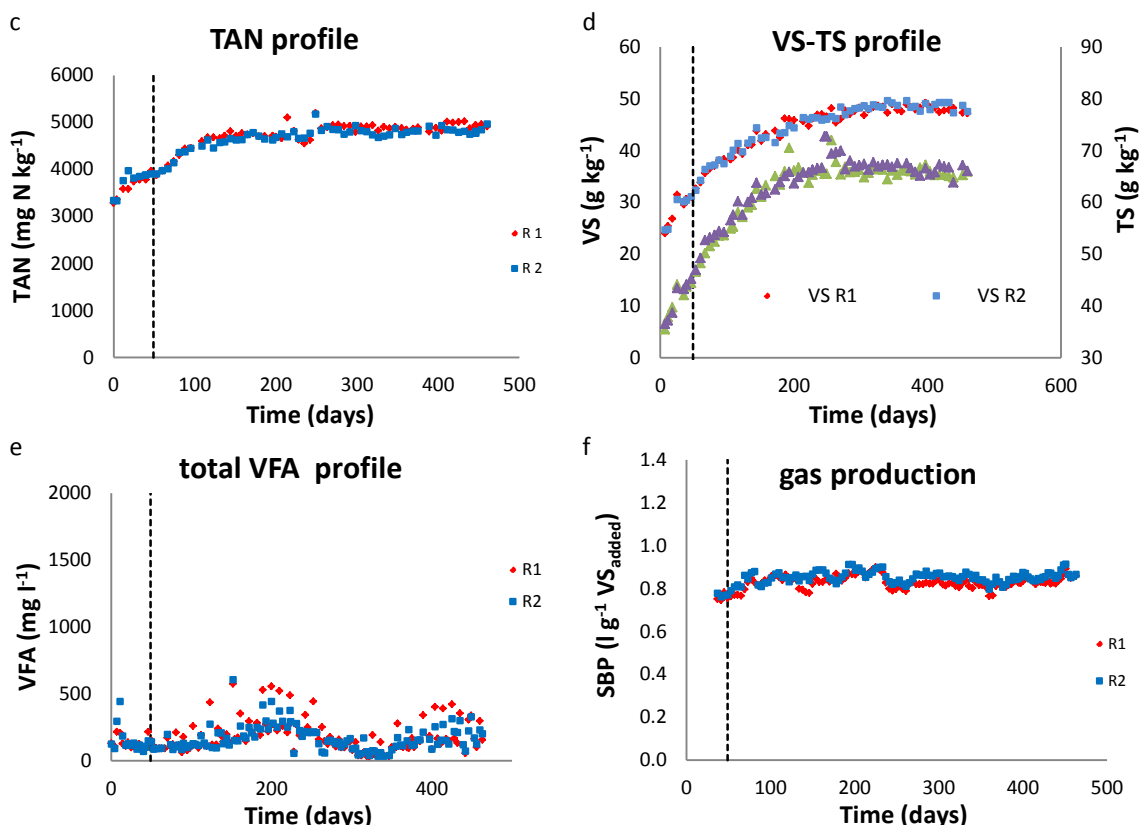 c
TAN profile
6000
5000
4000
3000
2000
1000
0
TAN (mg N kg⁻¹)
0 100 200 300 400 500
Time (days)
R 1
R 2
d
VS-TS profile
60
50
40
30
20
10
0
VS (g kg⁻¹)
90
80
70
60
50
40
30
TS (g kg⁻¹)
0 200 400 600
Time (days)
VS R1 VS R2
e
total VFA profile
2000
1500
1000
500
0
VFA (mg l⁻¹)
0 200 400
Time (days)
R1
R2
f
gas production
1.4
1.2
1.0
0.8
0.6
0.4
0.2
0.0
SBP (l g⁻¹ VSadded)
0 100 200 300 400 500
Time (days)
R1
R2